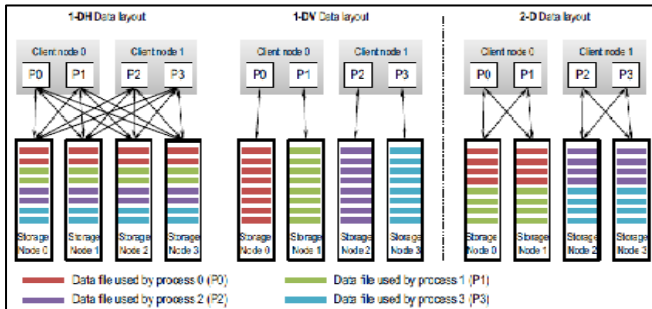 1-DH Data layout
1-DV Data layout
2-D Data layout
Client node 0
Client node 1
Client node 0
Client node 1
Client node 0
Client node 1
P0
P1
P2
P3
P0
P1
P2
P3
P0
P1
P2
P3
Storage Node 0
Storage Node 1
Storage Node 2
Storage Node 3
Storage Node 0
Storage Node 1
Storage Node 2
Storage Node 3
Storage Node 0
Storage Node 1
Storage Node 2
Storage Node 3
Data file used by process 0 (P0)
Data file used by process 1 (P1)
Data file used by process 2 (P2)
Data file used by process 3 (P3)